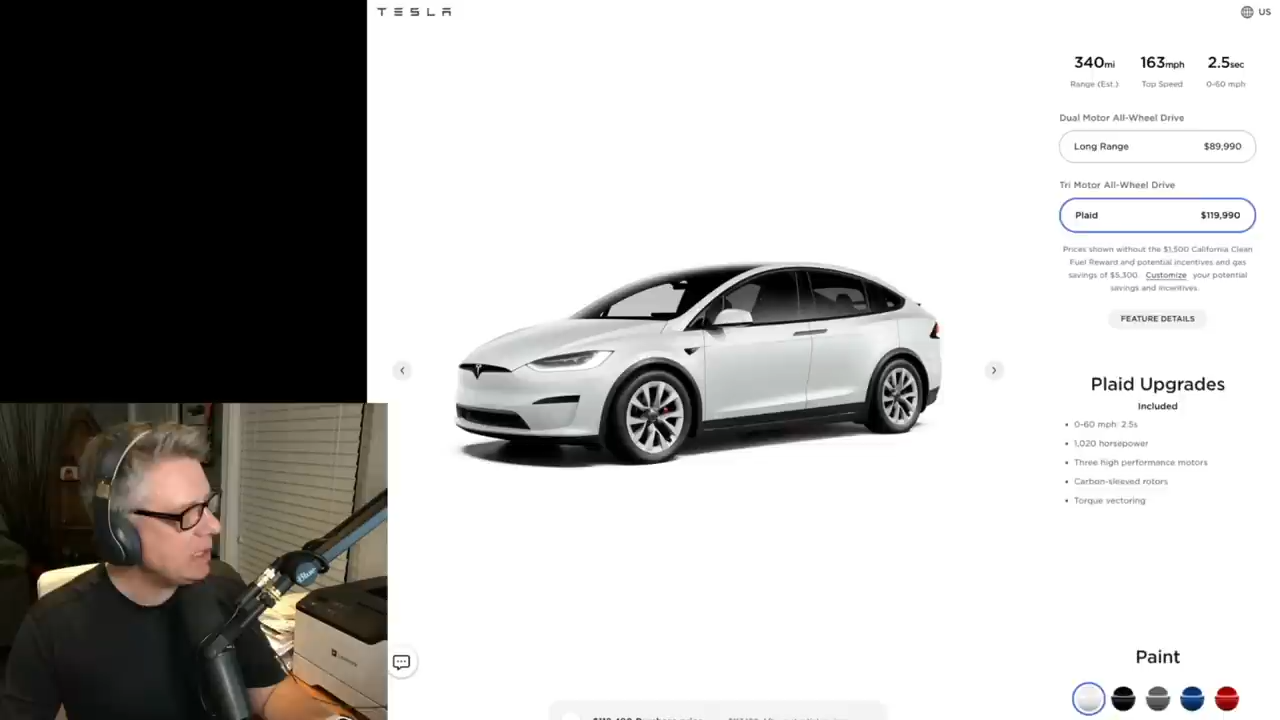 TESLA
US
340mi 163mph 2.5sec
Range (Est.) Top Speed 0-60 mph
Dual Motor All-Wheel Drive
Long Range $89,990
Tri Motor All-Wheel Drive
Plaid $119,990
Prices shown without the $1,500 California Clean
Fuel Reward and potential incentives and gas
savings of $5,300. Customize your potential
savings and incentives.
FEATURE DETAILS
Plaid Upgrades
Included
0-60 mph: 2.5s
1,020 horsepower
Three high performance motors
Carbon-sleeved rotors
Torque vectoring
Blue
Paint
Purchase price